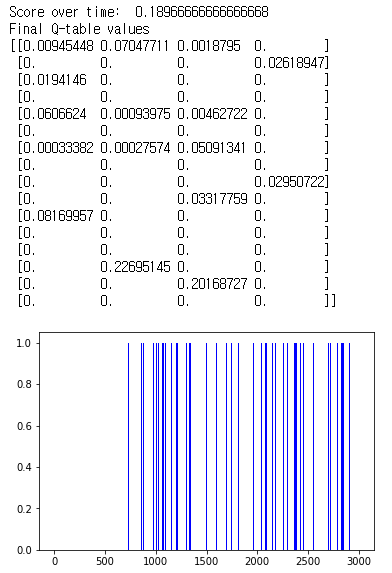 Score over time:  0.18966666666666668
Final Q-table values
[[0.00945448 0.07047711 0.0018795  0.        ]
 [0.         0.         0.         0.02618947]
 [0.0194146  0.         0.         0.        ]
 [0.         0.         0.         0.        ]
 [0.0606624  0.00093975 0.00462722 0.        ]
 [0.         0.         0.         0.        ]
 [0.00033382 0.00027574 0.05091341 0.        ]
 [0.         0.         0.         0.        ]
 [0.         0.         0.         0.02950722]
 [0.         0.         0.03317759 0.        ]
 [0.08169957 0.         0.         0.        ]
 [0.         0.         0.         0.        ]
 [0.         0.         0.         0.        ]
 [0.         0.22695145 0.         0.        ]
 [0.         0.         0.20168727 0.        ]
 [0.         0.         0.         0.        ]]
1.0
0.8
0.6
0.4
0.2
0.0
0 500 1000 1500 2000 2500 3000